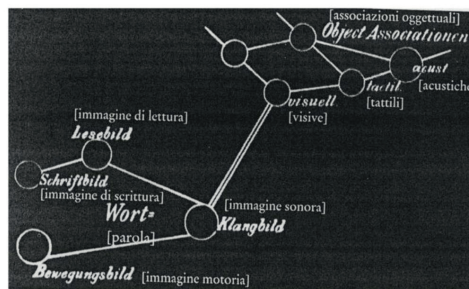 [associazioni oggettuali]
Object Associationen
acust
[acustiche
tactil.
[tattili]
visuell
[visive]
[immagine di lettura]
Lesebild
Schriftbild
[immagine di scrittura]
Wort=
[parola]
[immagine sonora]
Klangbild
Bewegungsbild [immagine motoria]